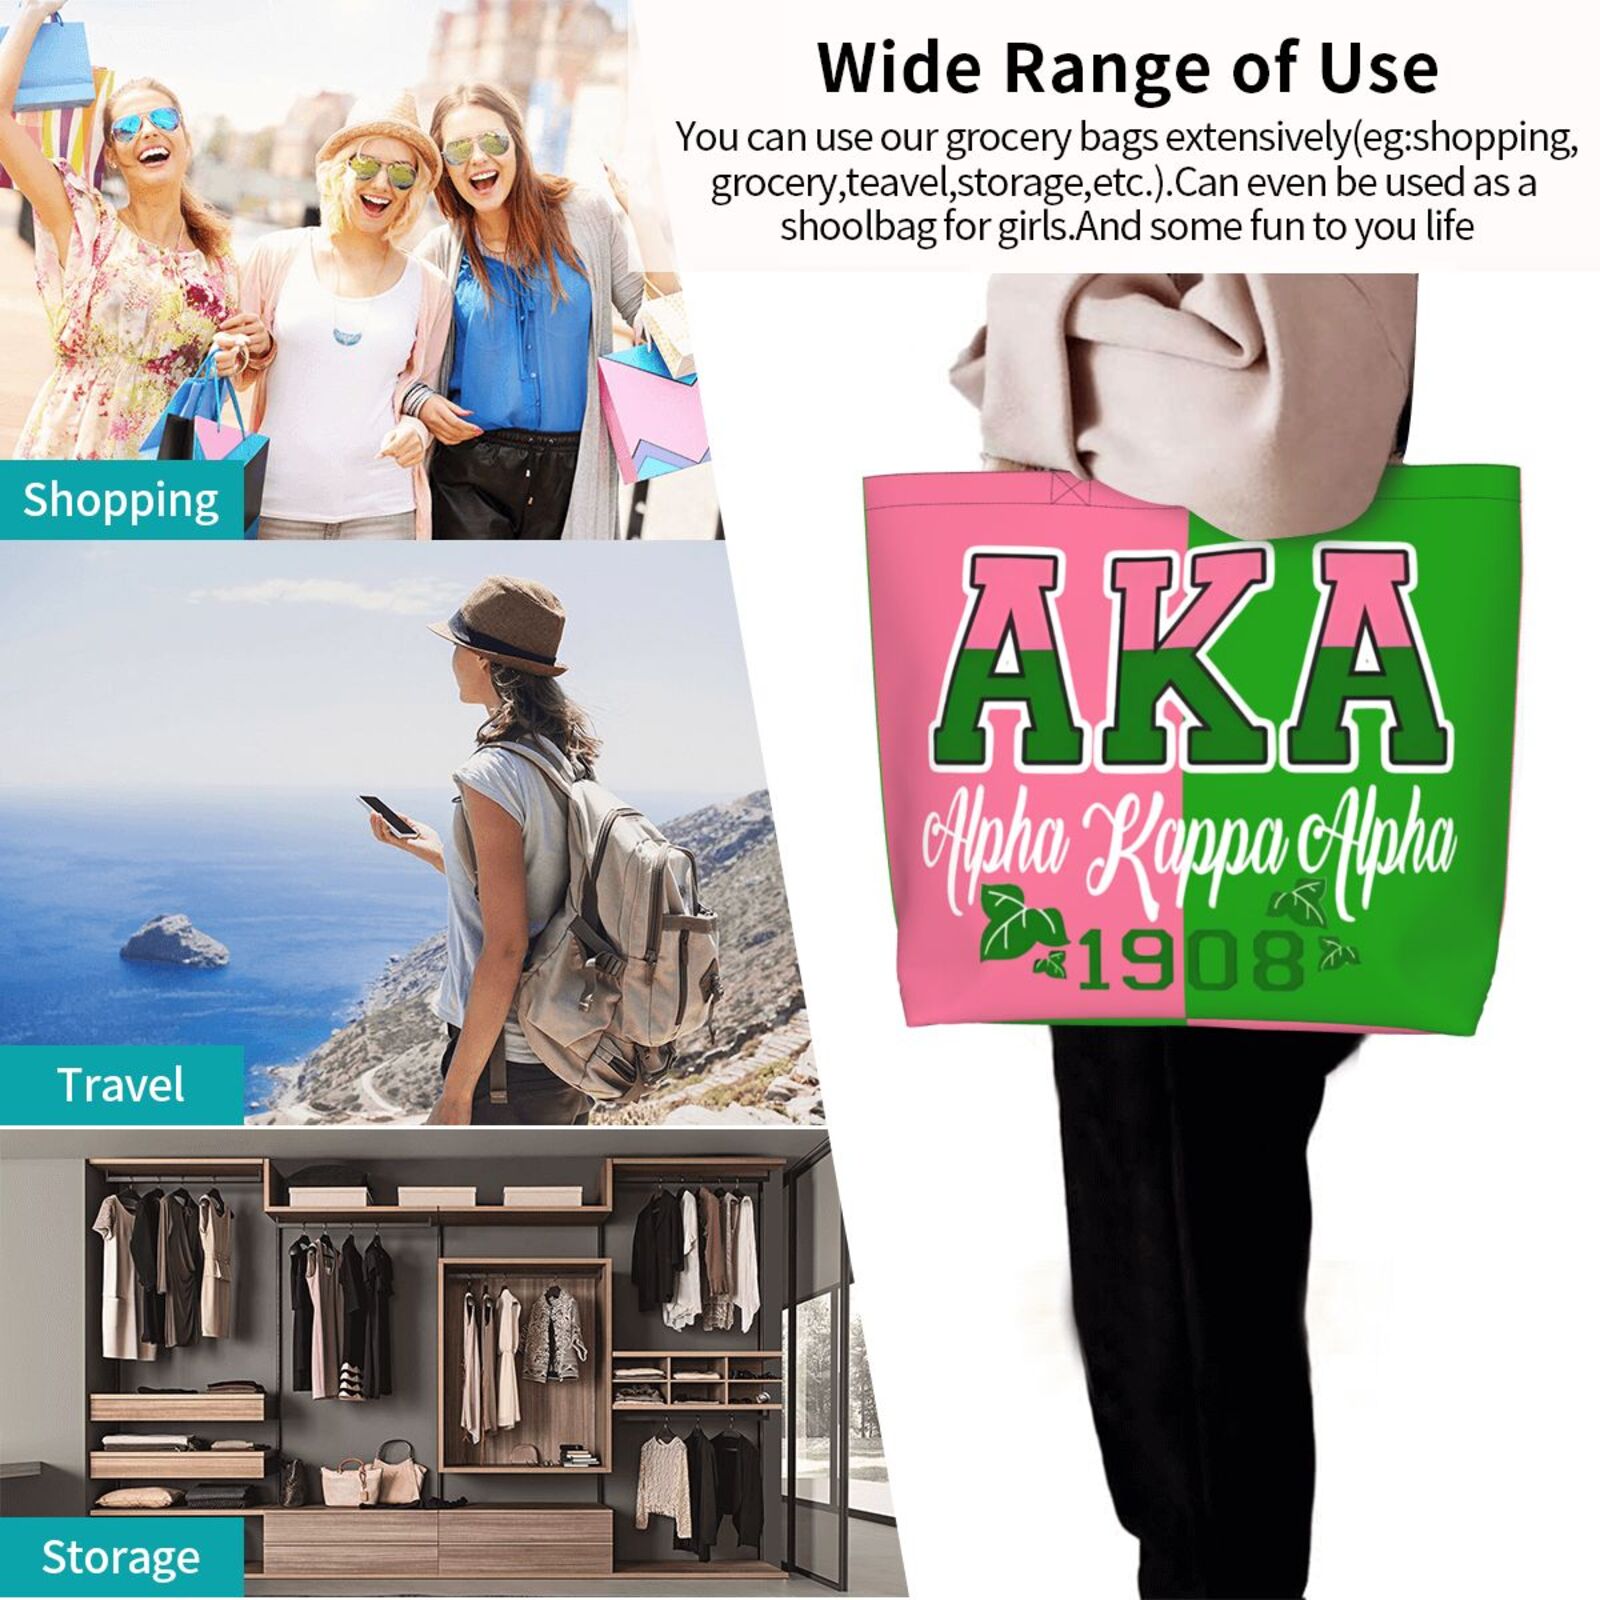 Wide Range of Use
You can use our grocery bags extensively(eg:shopping,
grocery,teavel,storage,etc.).Can even be used as a
shoolbag for girls.And some fun to you life
Shopping
Travel
Storage
AKA
Alpha Kappa Alpha
1908